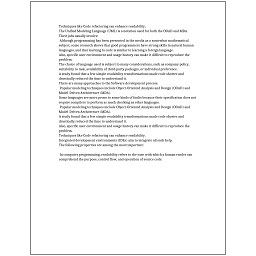 Techniques like Code refactoring can enhance readability.
The Unified Modeling Language (UML) is a notation used for both the OOAD and MDA.
They jobs usually involve:
Although programming has been presented in the media as a somewhat mathematical
subject, some research shows that good programmers have strong skills in natural human
languages, and that learning to code is similar to learning a foreign language.
Also, specific user environment and usage history can make it difficult to reproduce the
problem.
The choice of language used is subject to many considerations, such as company policy,
suitability to task, availability of third-party packages, or individual preference.
A study found that a few simple readability transformations made code shorter and
drastically reduced the time to understand it.
There are many approaches to the Software development process.
Popular modeling techniques include Object-Oriented Analysis and Design (OOAD) and
Model-Driven Architecture (MDA).
Some languages are more prone to some kinds of faults because their specification does not
require compilers to perform as much checking as other languages.
Popular modeling techniques include Object-Oriented Analysis and Design (OOAD) and
Model-Driven Architecture (MDA).
A study found that a few simple readability transformations made code shorter and
drastically reduced the time to understand it.
Also, specific user environment and usage history can make it difficult to reproduce the
problem.
Techniques like Code refactoring can enhance readability.
Integrated development environments (IDEs) aim to integrate all such help.
The following properties are among the most important:
In computer programming, readability refers to the ease with which a human reader can
comprehend the purpose, control flow, and operation of source code.